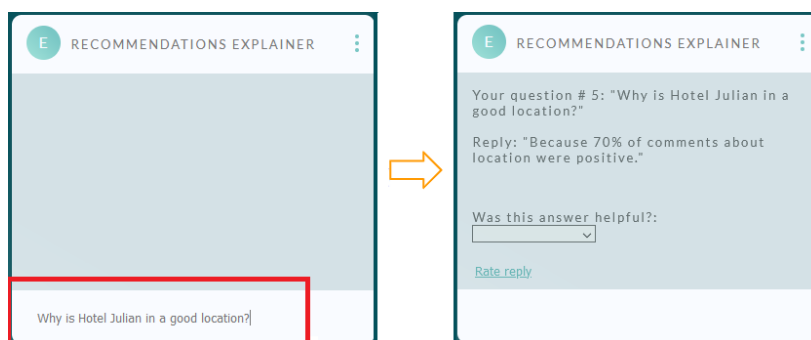 E RECOMMENDATIONS EXPLAINER
Why is Hotel Julian in a good location?
E RECOMMENDATIONS EXPLAINER
Your question # 5: "Why is Hotel Julian in a
good location?"
Reply: "Because 70% of comments about
location were positive."
Was this answer helpful?:
Rate reply